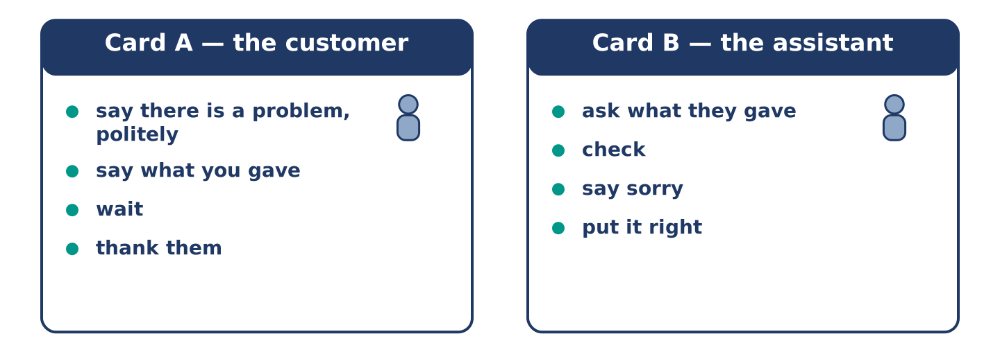 Card A — the customer
say there is a problem,
politely
say what you gave
wait
thank them
Card B — the assistant
ask what they gave
check
say sorry
put it right